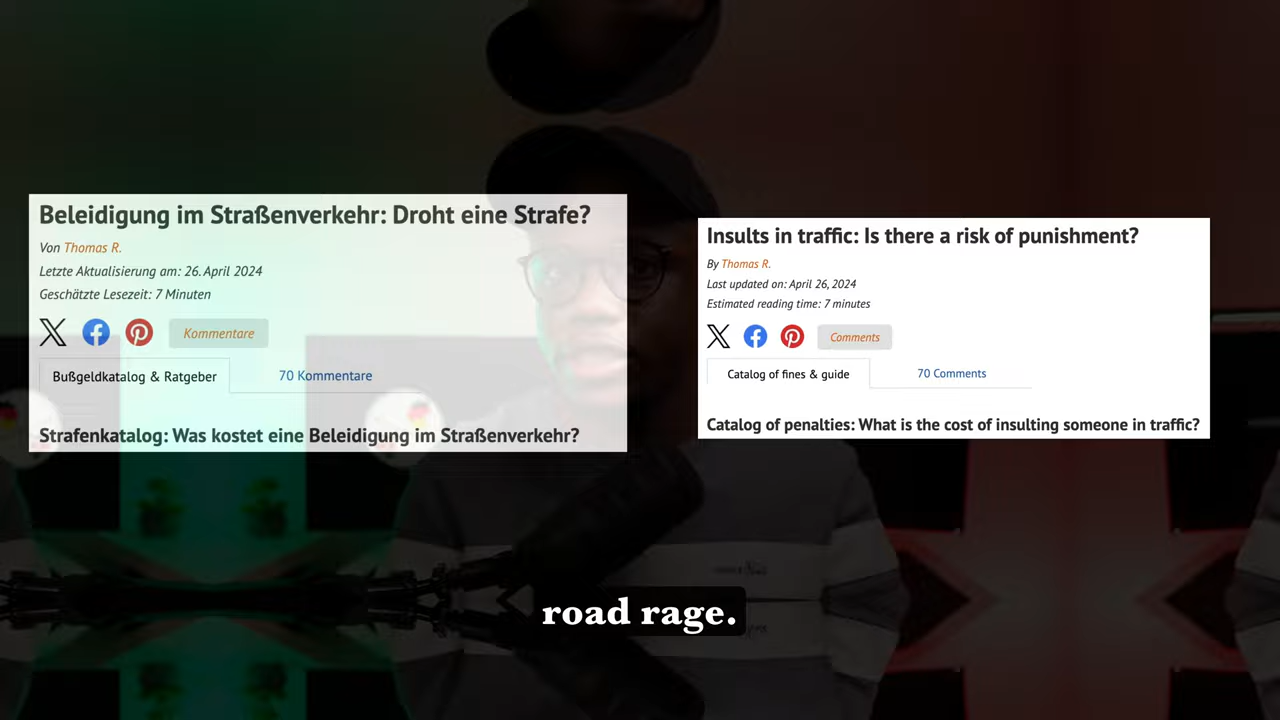 Beleidigung im Straßenverkehr: Droht eine Strafe?
Von Thomas R.
Letzte Aktualisierung am: 26. April 2024
Geschätzte Lesezeit: 7 Minuten
Kommentare
Bußgeldkatalog & Ratgeber
70 Kommentare
Strafenkatalog: Was kostet eine Beleidigung im Straßenverkehr?
Insults in traffic: Is there a risk of punishment?
By Thomas R.
Last updated on: April 26, 2024
Estimated reading time: 7 minutes
Comments
Catalog of fines & guide
70 Comments
Catalog of penalties: What is the cost of insulting someone in traffic?
road rage.